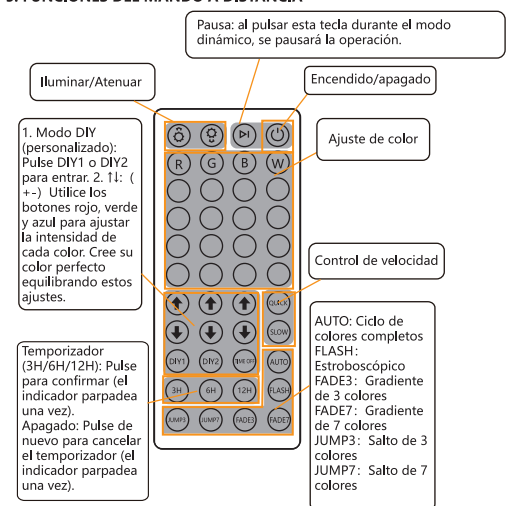 Pausa: al pulsar esta tecla durante el modo
dinámico, se pausará la operación.
Iluminar/Atenuar
Encendido/apagado
1. Modo DIY
(personalizado):
Pulse DIY1 o DIY2
para entrar. 2. ↑↓: (
+-) Utilice los
botones rojo, verde
y azul para ajustar
la intensidad de
cada color. Cree su
color perfecto
equilibrando estos
ajustes.
Ajuste de color
R G B W
Control de velocidad
QUICK
SLOW
DIY1 DIY2 TIME OFF AUTO
3H 6H 12H FLASH
JUMP3 JUMP7 FADE3 FADE7
Temporizador
(3H/6H/12H): Pulse
para confirmar (el
indicador parpadea
una vez).
Apagado: Pulse de
nuevo para cancelar
el temporizador (el
indicador parpadea
una vez).
AUTO: Ciclo de
colores completos
FLASH:
Estroboscópico
FADE3: Gradiente
de 3 colores
FADE7: Gradiente
de 7 colores
JUMP3: Salto de 3
colores
JUMP7: Salto de 7
colores